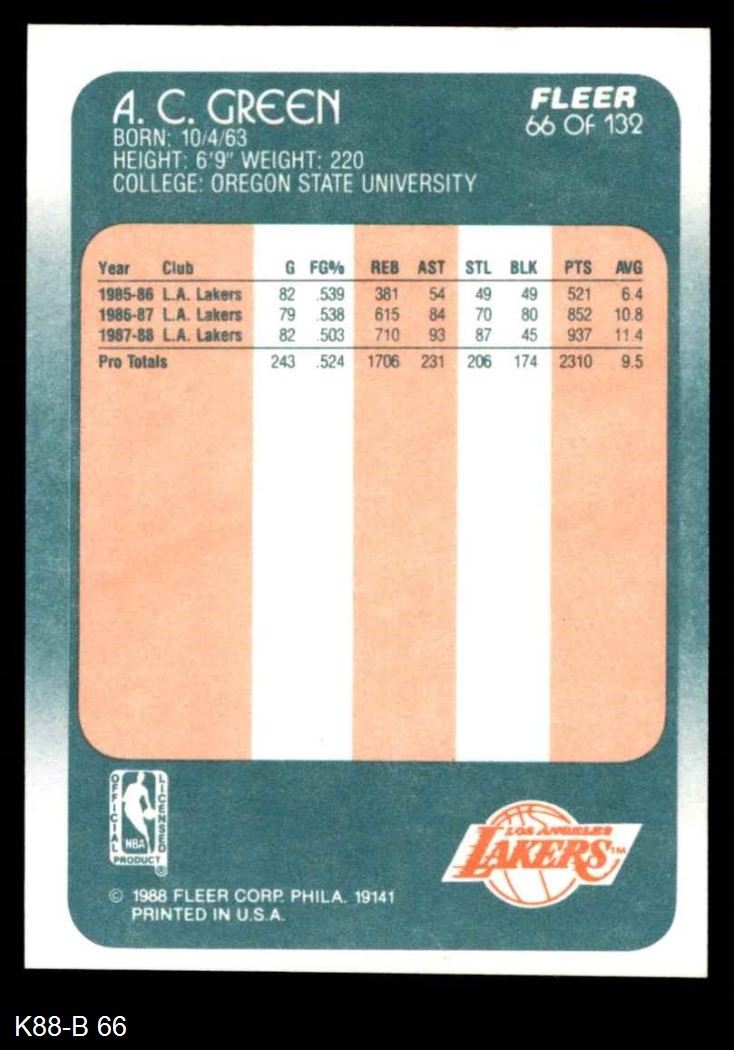 A. C. GREEN
BORN: 10/4/63
HEIGHT: 6'9" WEIGHT: 220
COLLEGE: OREGON STATE UNIVERSITY
FLEER
66 OF 132
Year Club G FG% REB AST STL BLK PTS AVG
1985-86 L.A. Lakers 82 .539 381 54 49 49 521 6.4
1986-87 L.A. Lakers 79 .538 615 84 70 80 852 10.8
1987-88 L.A. Lakers 82 .503 710 93 87 45 937 11.4
Pro Totals 243 .524 1706 231 206 174 2310 9.5
OFFICIAL
LICENSED
NBA
PRODUCT
®
LOS ANGELES
LAKERS™
© 1988 FLEER CORP. PHILA. 19141
PRINTED IN U.S.A.
K88-B 66